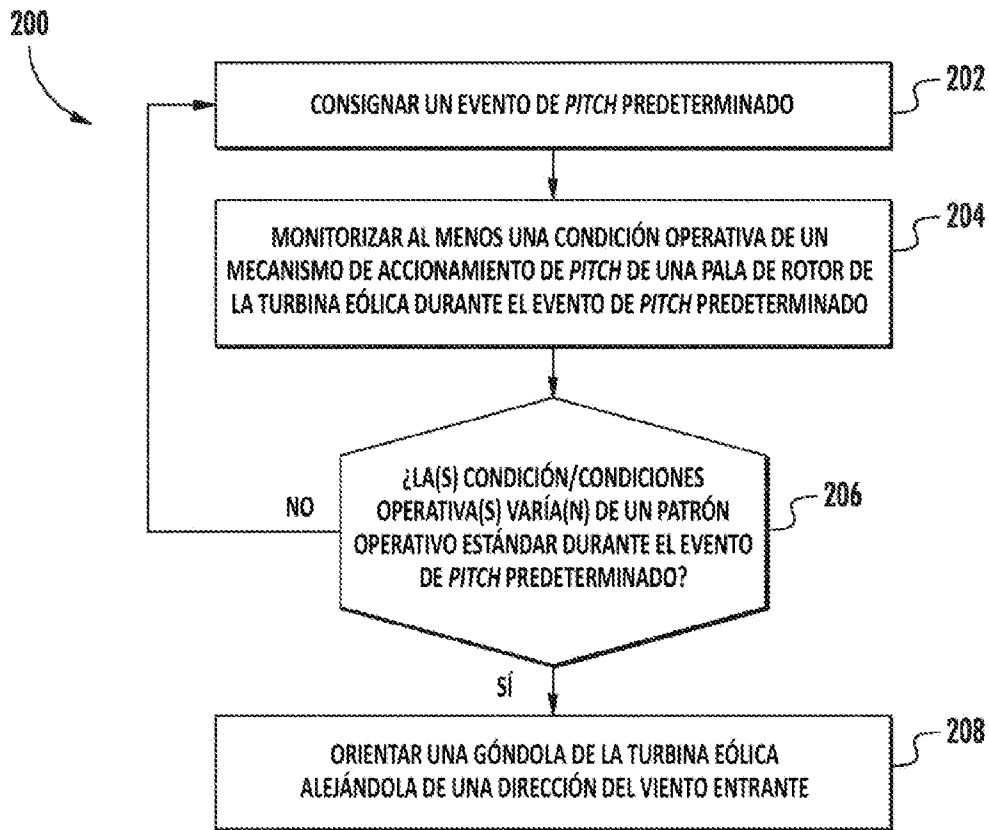 200
CONSIGNAR UN EVENTO DE PITCH PREDETERMINADO
202
MONITORIZAR AL MENOS UNA CONDICIÓN OPERATIVA DE UN
MECANISMO DE ACCIONAMIENTO DE PITCH DE UNA PALA DE ROTOR DE
LA TURBINA EÓLICA DURANTE EL EVENTO DE PITCH PREDETERMINADO
204
¿LA(S) CONDICIÓN/CONDICIONES
OPERATIVA(S) VARÍA(N) DE UN PATRÓN
OPERATIVO ESTÁNDAR DURANTE EL EVENTO
DE PITCH PREDETERMINADO?
206
NO
SÍ
ORIENTAR UNA GÓNDOLA DE LA TURBINA EÓLICA
ALEJÁNDOLA DE UNA DIRECCIÓN DEL VIENTO ENTRANTE
208